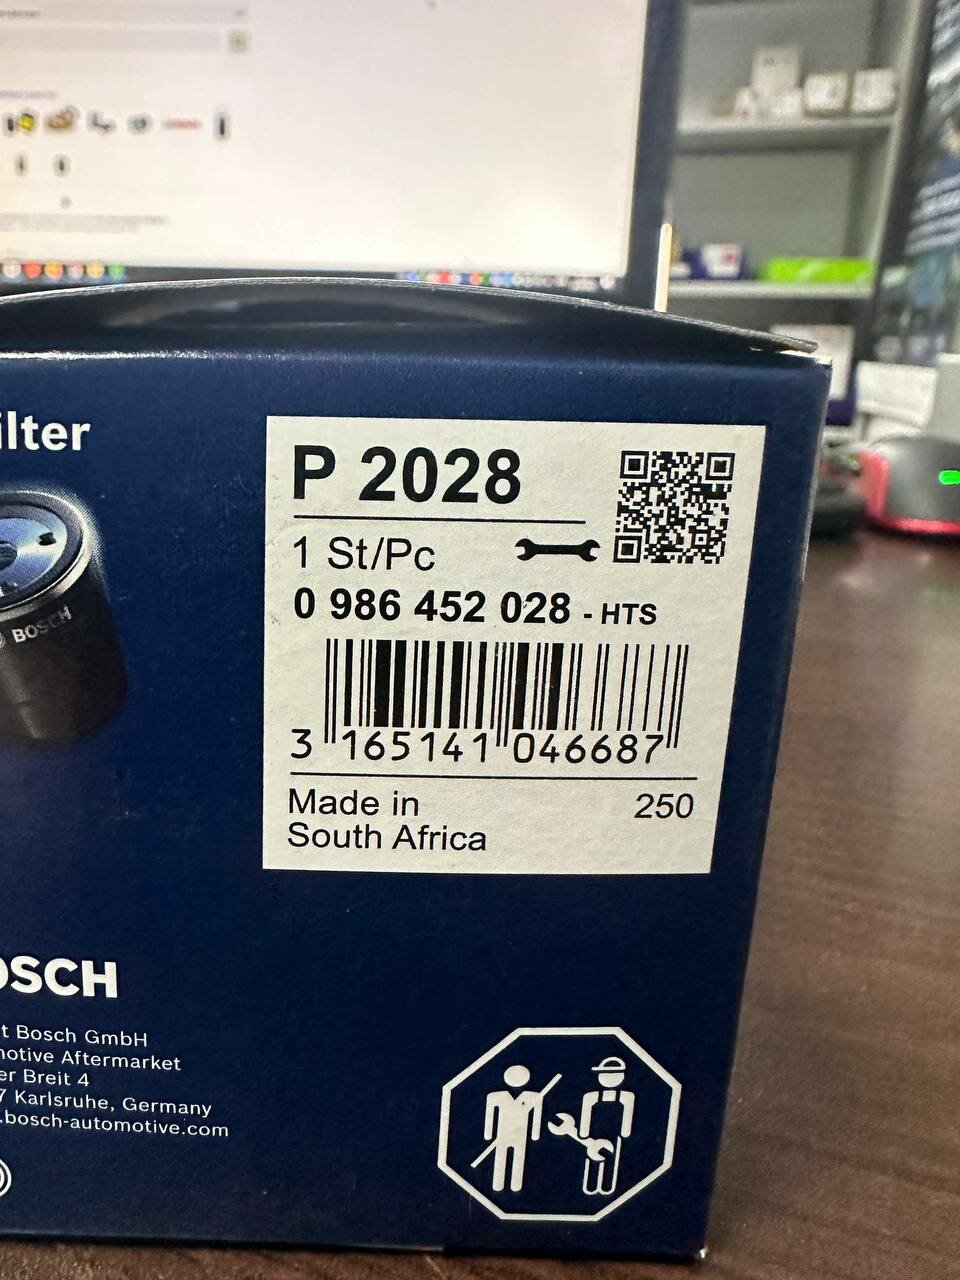 ilter
P 2028
1 St/Pc
0 986 452 028 - HTS
3 165141 046687
Made in
South Africa
250
BOSCH
OSCH
t Bosch GmbH
motive Aftermarket
er Breit 4
7 Karlsruhe, Germany
.bosch-automotive.com